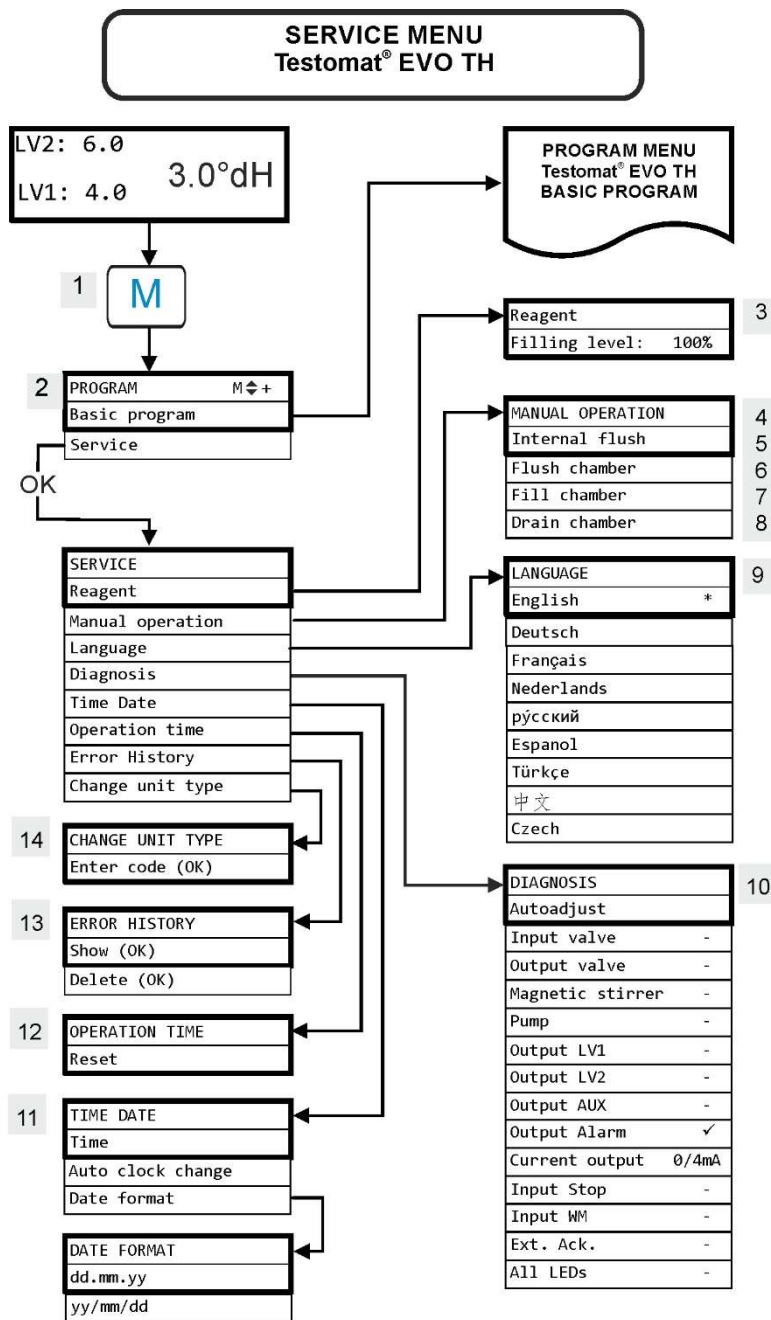 SERVICE MENU
Testomat® EVO TH
LV2: 6.0
LV1: 4.0
3.0°dH
PROGRAM MENU
Testomat® EVO TH
BASIC PROGRAM
1
M
2
PROGRAM M⬍+
Basic program
Service
OK
Reagent
Filling level: 100%
3
MANUAL OPERATION
4
Internal flush
5
Flush chamber
6
Fill chamber
7
Drain chamber
8
SERVICE
Reagent
Manual operation
Language
Diagnosis
Time Date
Operation time
Error History
Change unit type
LANGUAGE
9
English *
Deutsch
Français
Nederlands
рýсский
Espanol
Türkçe
中文
Czech
14
CHANGE UNIT TYPE
Enter code (OK)
13
ERROR HISTORY
Show (OK)
Delete (OK)
12
OPERATION TIME
Reset
11
TIME DATE
Time
Auto clock change
Date format
DATE FORMAT
dd.mm.yy
yy/mm/dd
DIAGNOSIS
10
Autoadjust
Input valve -
Output valve -
Magnetic stirrer -
Pump -
Output LV1 -
Output LV2 -
Output AUX -
Output Alarm ✓
Current output 0/4mA
Input Stop -
Input WM -
Ext. Ack. -
All LEDs -